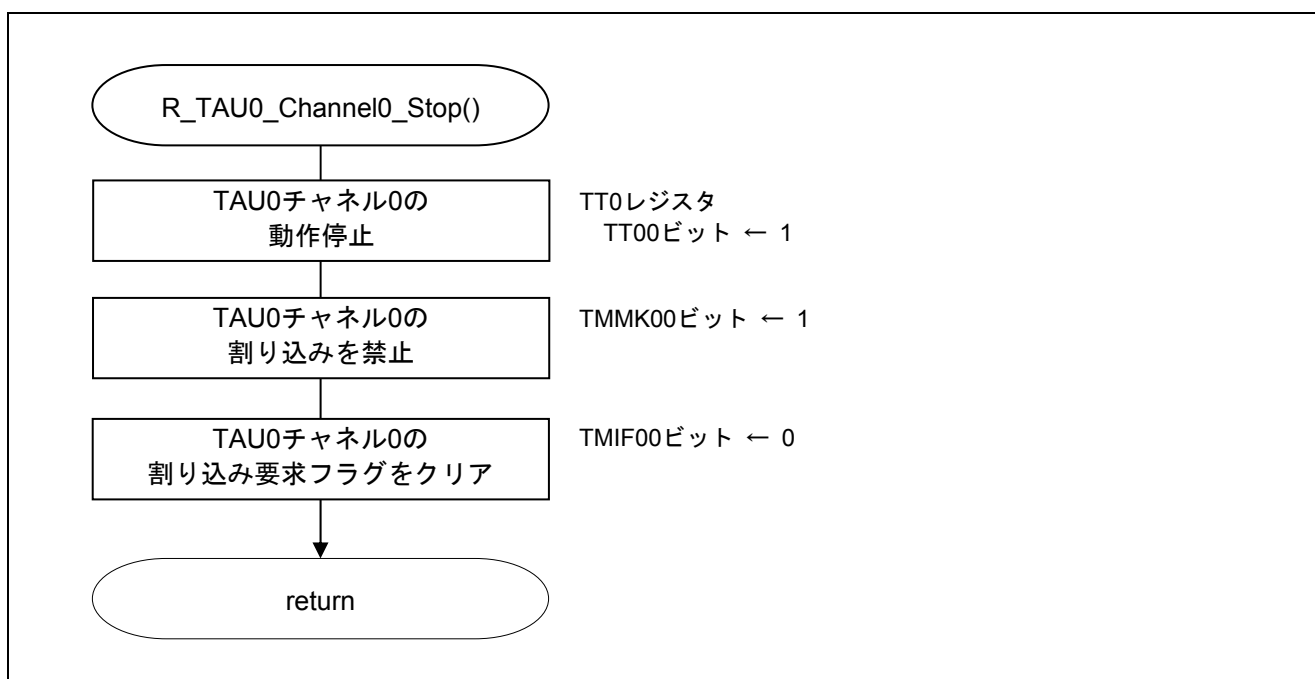 R_TAU0_Channel0_Stop()
TAU0チャネル0の
動作停止
TT0レジスタ
TT00ビット ← 1
TAU0チャネル0の
割り込みを禁止
TMMK00ビット ← 1
TAU0チャネル0の
割り込み要求フラグをクリア
TMIF00ビット ← 0
return